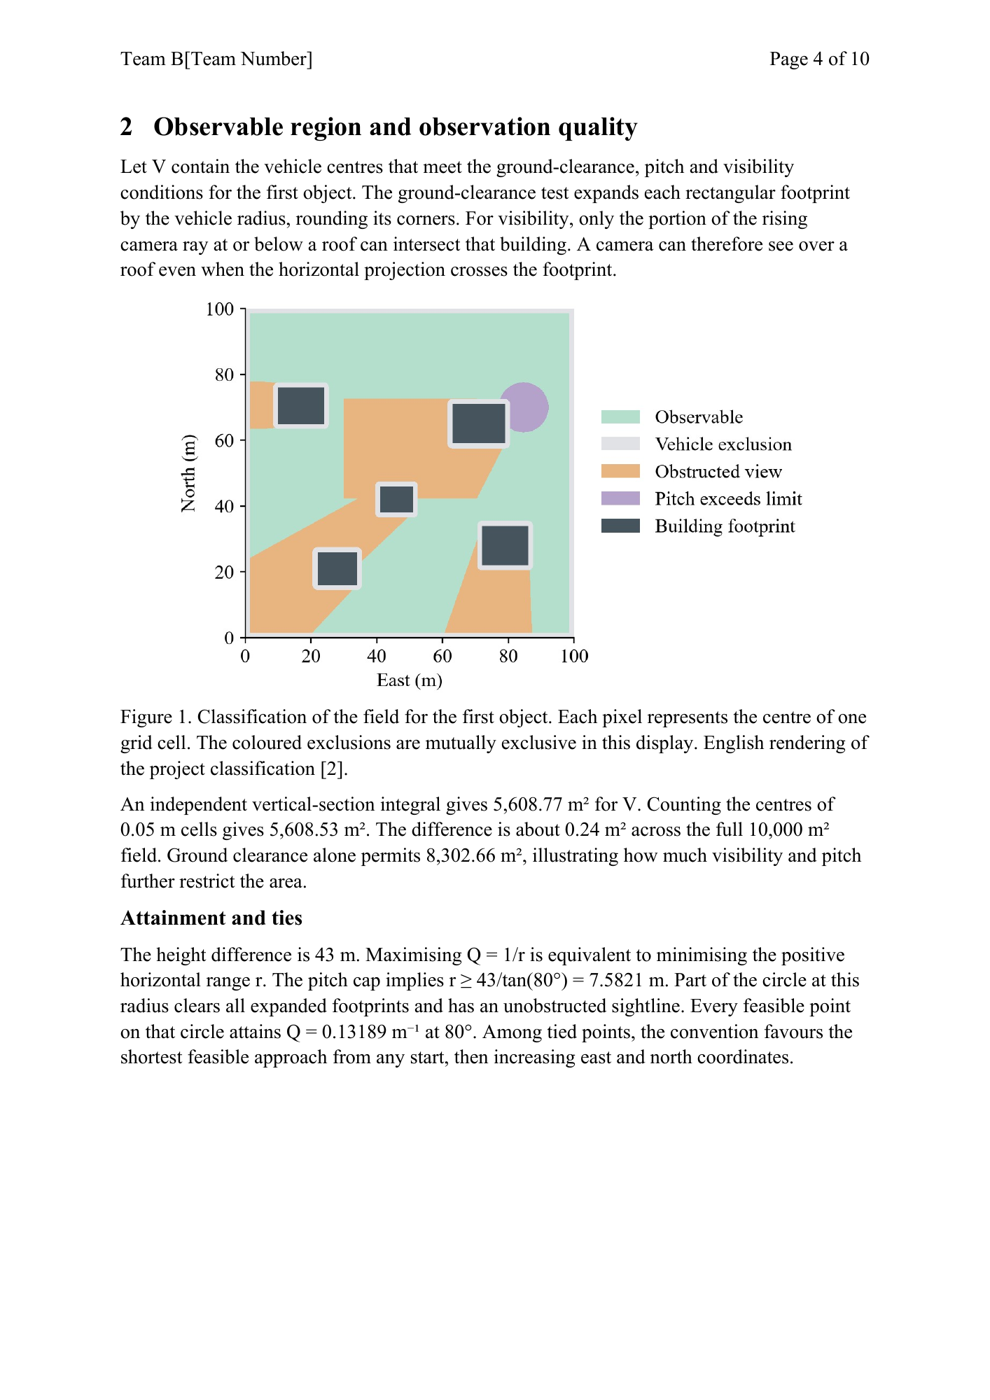 Team B[Team Number] Page 4 of 10
2 Observable region and observation quality
Let V contain the vehicle centres that meet the ground-clearance, pitch and visibility
conditions for the first object. The ground-clearance test expands each rectangular footprint
by the vehicle radius, rounding its corners. For visibility, only the portion of the rising
camera ray at or below a roof can intersect that building. A camera can therefore see over a
roof even when the horizontal projection crosses the footprint.
100
80
60
40
20
0
North (m)
0 20 40 60 80 100
East (m)
Observable
Vehicle exclusion
Obstructed view
Pitch exceeds limit
Building footprint
Figure 1. Classification of the field for the first object. Each pixel represents the centre of one
grid cell. The coloured exclusions are mutually exclusive in this display. English rendering of
the project classification [2].
An independent vertical-section integral gives 5,608.77 m² for V. Counting the centres of
0.05 m cells gives 5,608.53 m². The difference is about 0.24 m² across the full 10,000 m²
field. Ground clearance alone permits 8,302.66 m², illustrating how much visibility and pitch
further restrict the area.
Attainment and ties
The height difference is 43 m. Maximising Q = 1/r is equivalent to minimising the positive
horizontal range r. The pitch cap implies r ≥ 43/tan(80°) = 7.5821 m. Part of the circle at this
radius clears all expanded footprints and has an unobstructed sightline. Every feasible point
on that circle attains Q = 0.13189 m⁻¹ at 80°. Among tied points, the convention favours the
shortest feasible approach from any start, then increasing east and north coordinates.